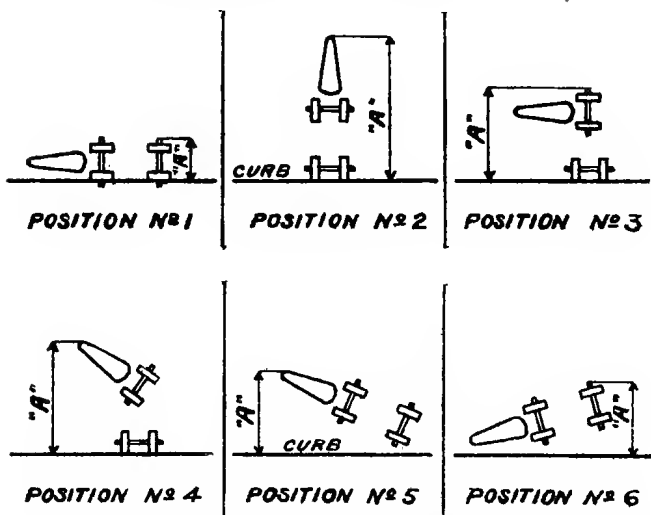 "A"
"A"
"A"
CURB
POSITION Nº 1
POSITION Nº 2
POSITION Nº 3
"A"
"A"
"A"
CURB
POSITION Nº 4
POSITION Nº 5
POSITION Nº 6